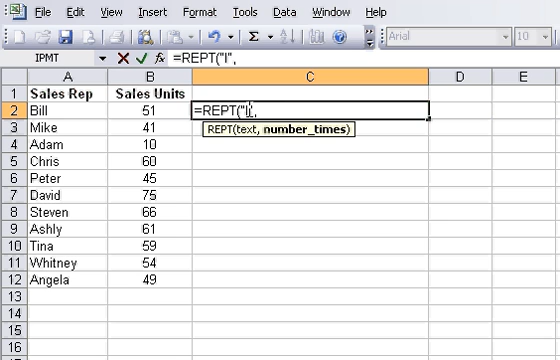 File Edit View Insert Format Tools Data Window Help
Σ Arial 10
IPMT =REPT("I",
A B C D E
1 Sales Rep Sales Units
2 Bill 51 =REPT("I",
3 Mike 41 REPT(text, number_times)
4 Adam 10
5 Chris 60
6 Peter 45
7 David 75
8 Steven 66
9 Ashly 61
10 Tina 59
11 Whitney 54
12 Angela 49
13
14
15
16